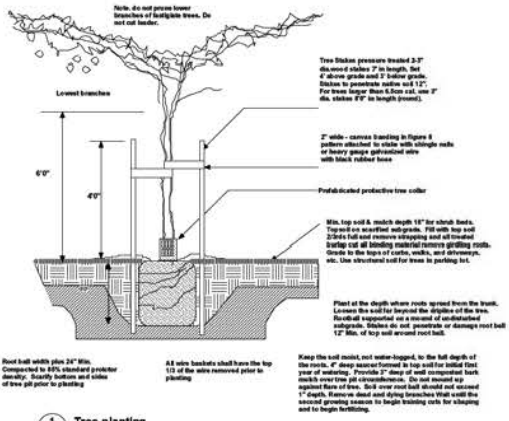 Note. do not prune lower
branches of fastigiate trees. Do
not cut leader.
Tree Stakes pressure treated 2-3"
dia.wood stakes 7' in length. Set
4' above grade and 3' below grade.
Stakes to penetrate native soil 12".
For trees larger than 6.5cm cal. use 3"
dia. stakes 8'0" in length (round).
Lowest branches
2" wide - canvas banding in figure 8
pattern attached to stake with shingle nails
or heavy gauge galvanized wire
with black rubber hose
6'0"
4'0"
Prefabricated protective tree collar
Min. top soil & mulch depth 18" for shrub beds.
Topsoil on scarified subgrade. Fill with top soil
2/3rds full and remove strapping and all treated
burlap cut all binding material remove girdling roots.
Grade to the tops of curbs, walks, and driveways,
etc. Use structural soil for trees in parking lot.
Plant at the depth where roots spread from the trunk.
Loosen the soil far beyond the dripline of the tree.
Rootball supported on a mound of undisturbed
subgrade. Stakes do not penetrate or damage root ball
12" Min. of top soil around root ball.
Root ball width plus 24" Min.
Compacted to 85% standard proctor
density. Scarify bottom and sides
of tree pit prior to planting
All wire baskets shall have the top
1/3 of the wire removed prior to
planting
Keep the soil moist, not water-logged, to the full depth of
the roots. 4" deep saucer formed in top soil for initial first
year of watering. Provide 3" deep of well composted bark
mulch over tree pit circumference. Do not mound up
against flare of tree. Soil over root ball should not exceed
1" depth. Remove dead and dying branches Wait until the
second growing season to begin training cuts for shaping
and to begin fertilizing.
1 Tree planting